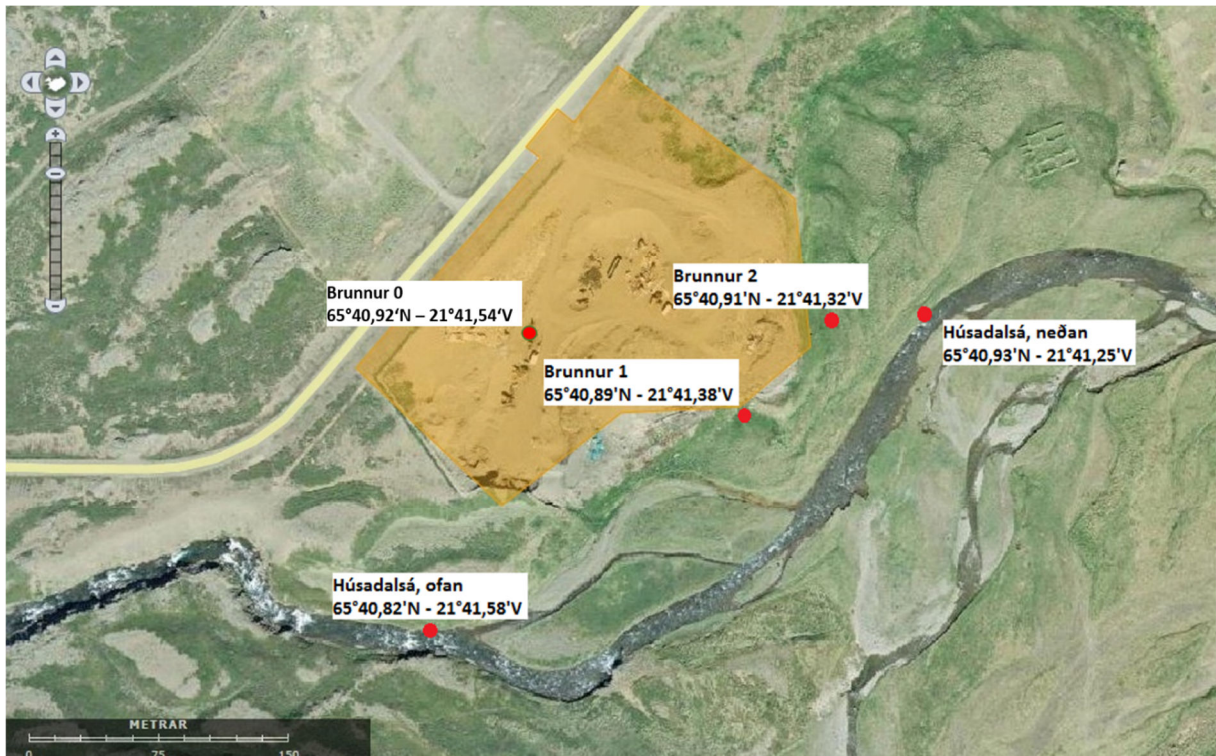 Brunnur 0
65°40,92‘N – 21°41,54‘V
Brunnur 2
65°40,91'N - 21°41,32'V
Húsadalsá, neðan
65°40,93'N - 21°41,25'V
Brunnur 1
65°40,89'N - 21°41,38'V
Húsadalsá, ofan
65°40,82'N - 21°41,58'V
METRAR
0 75 150